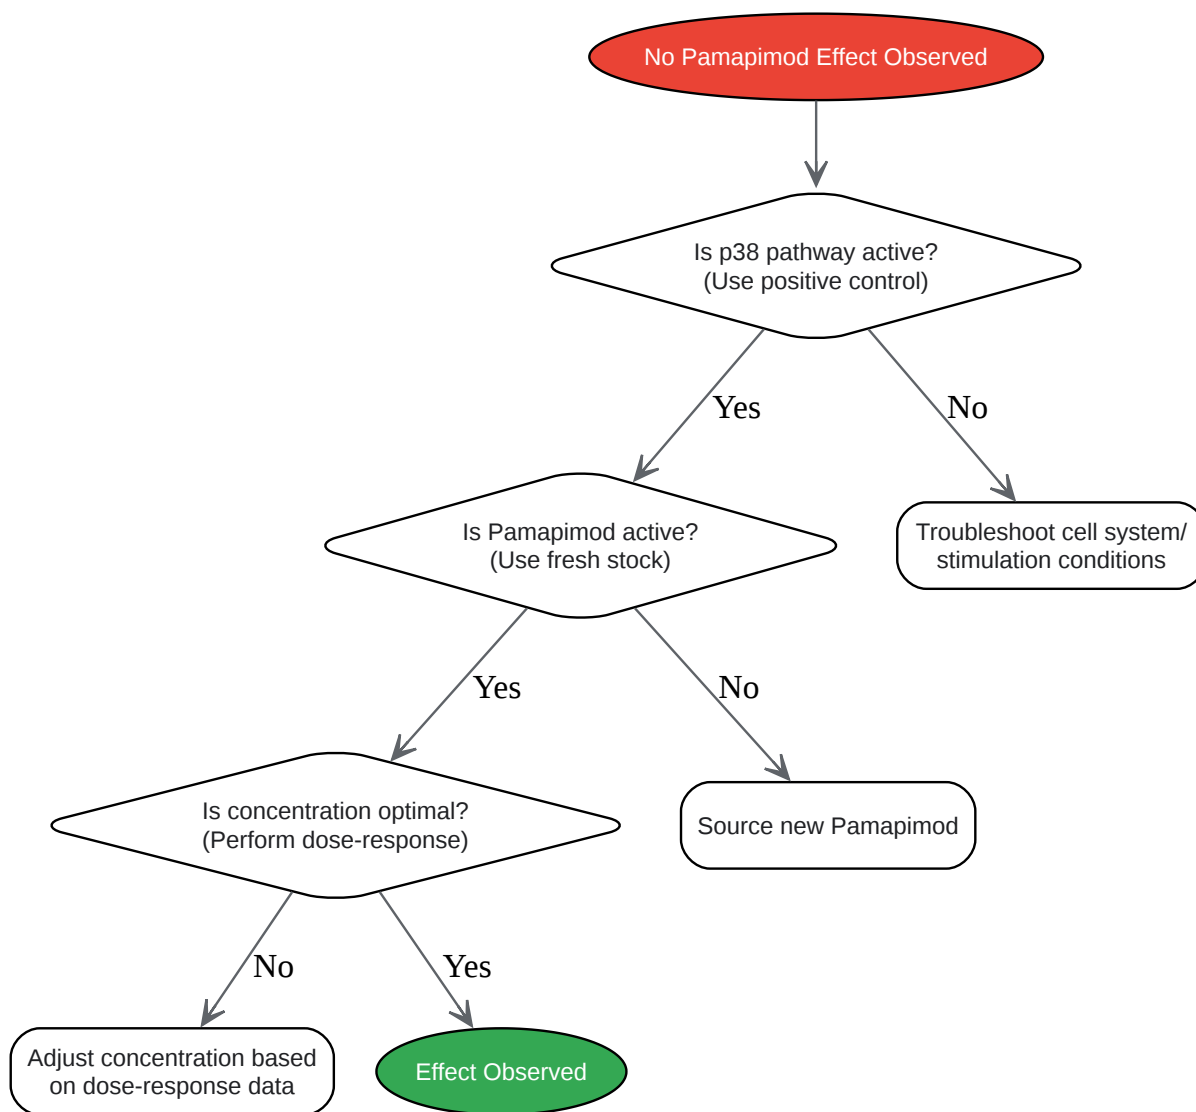 No Pamapimod Effect Observed
Is p38 pathway active?
(Use positive control)
Yes
No
Is Pamapimod active?
(Use fresh stock)
Troubleshoot cell system/
stimulation conditions
Yes
No
Is concentration optimal?
(Perform dose-response)
Source new Pamapimod
No
Yes
Adjust concentration based
on dose-response data
Effect Observed